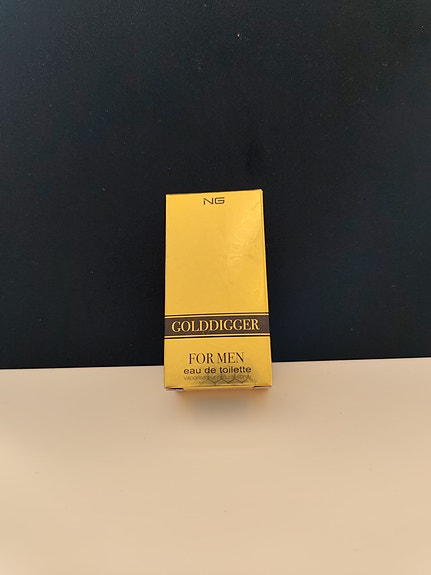 NG
GOLDDIGGER
FOR MEN
eau de toilette